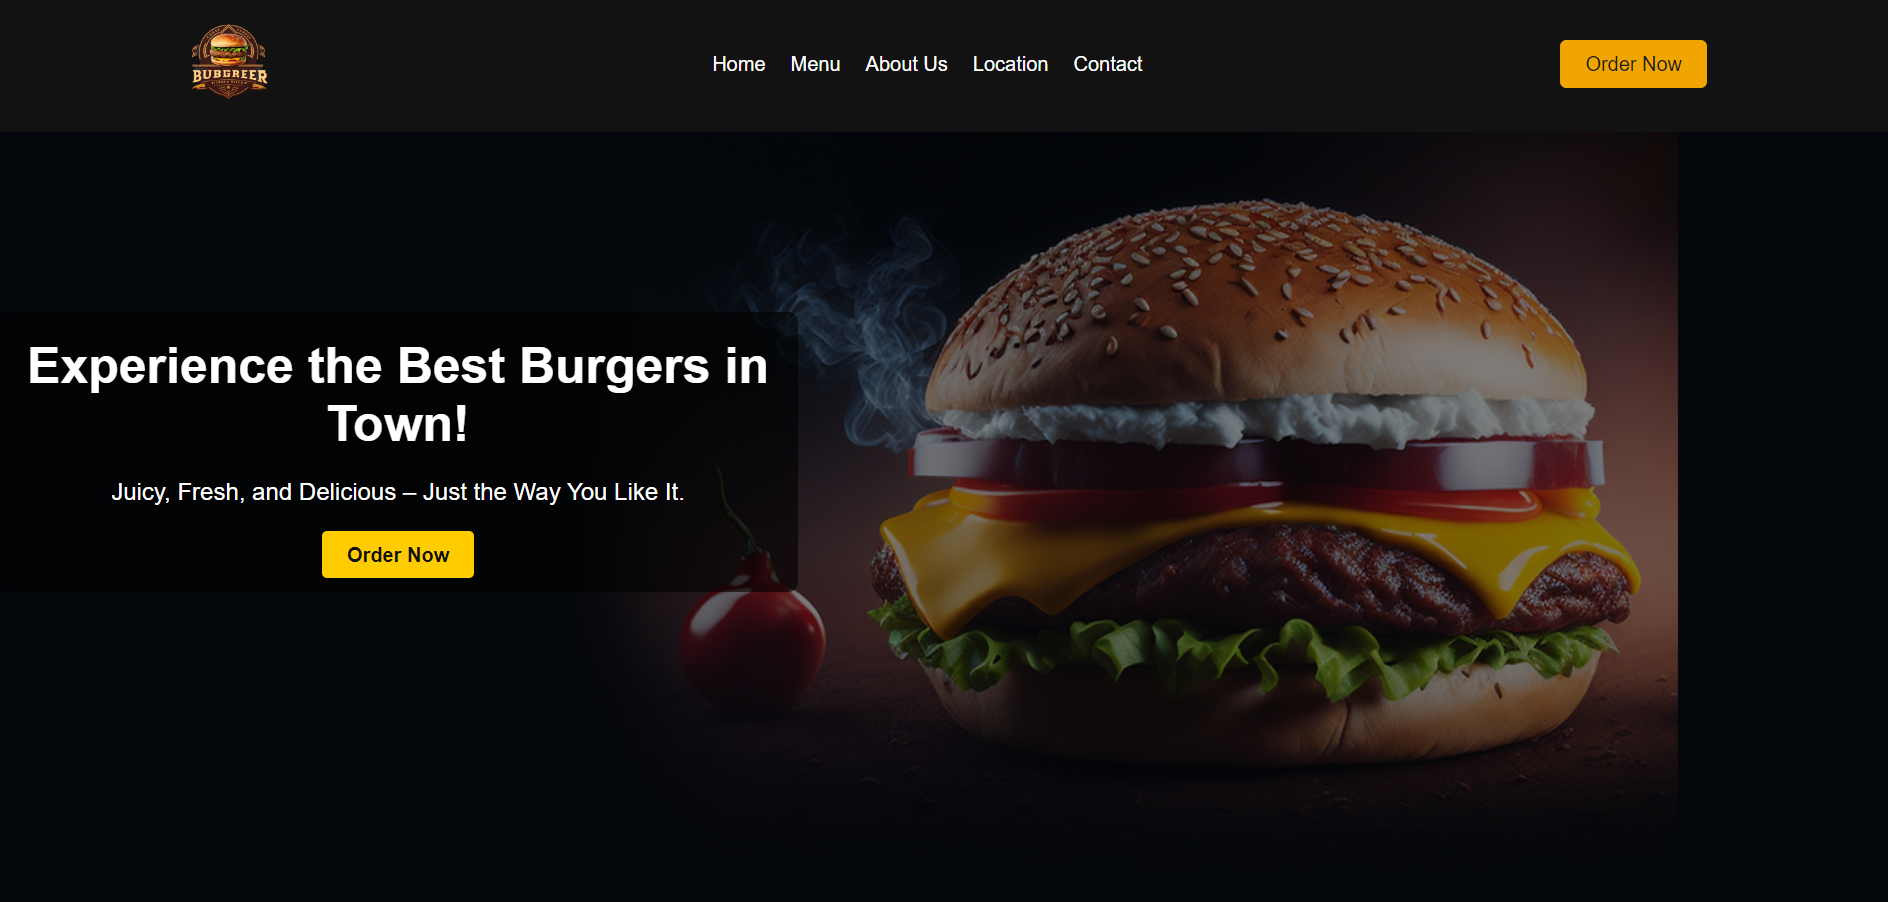 BUBGREER
Home Menu About Us Location Contact
Order Now
Experience the Best Burgers in
Town!
Juicy, Fresh, and Delicious – Just the Way You Like It.
Order Now